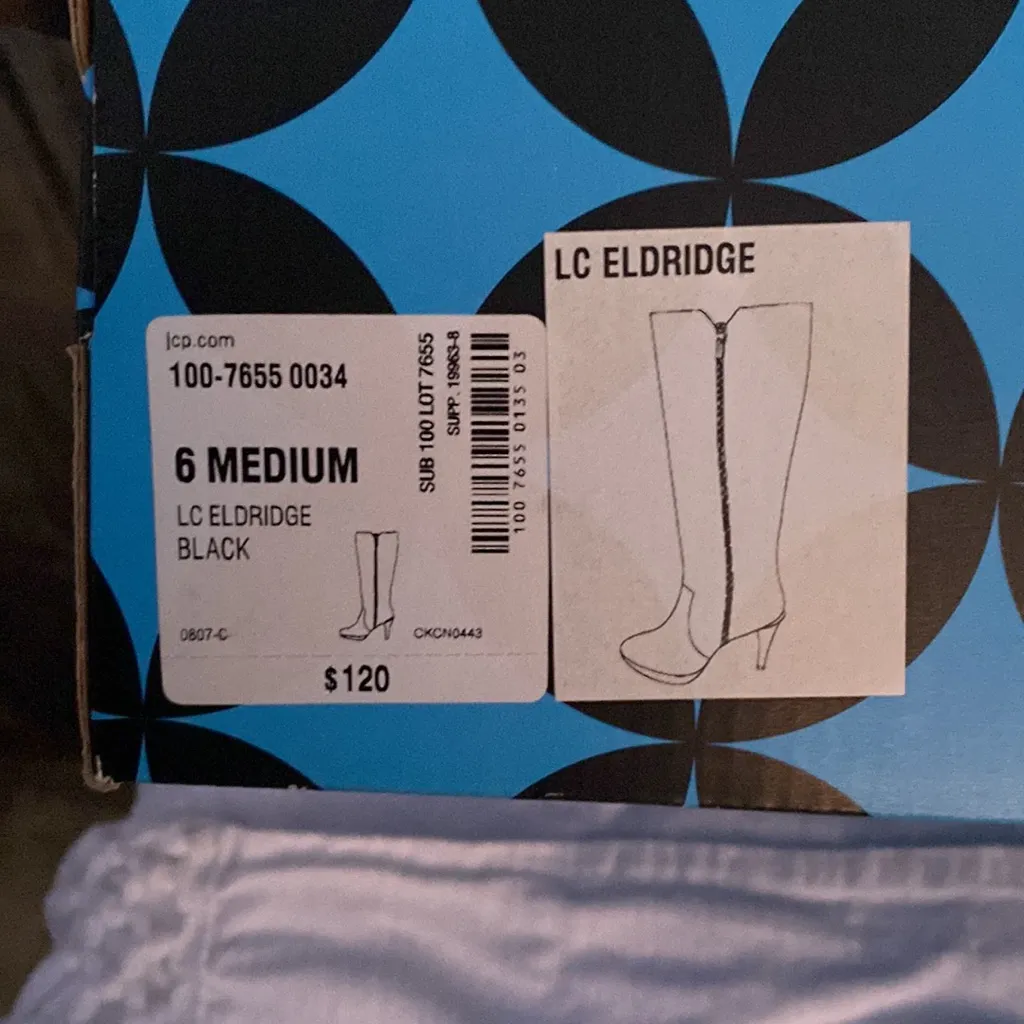 LC ELDRIDGE
jcp.com
100-7655 0034
6 MEDIUM
LC ELDRIDGE
BLACK
0807-C
CKCN0443
$120
SUB 100 LOT 7655
SUPP. 19963-8
100 7655 0135 03